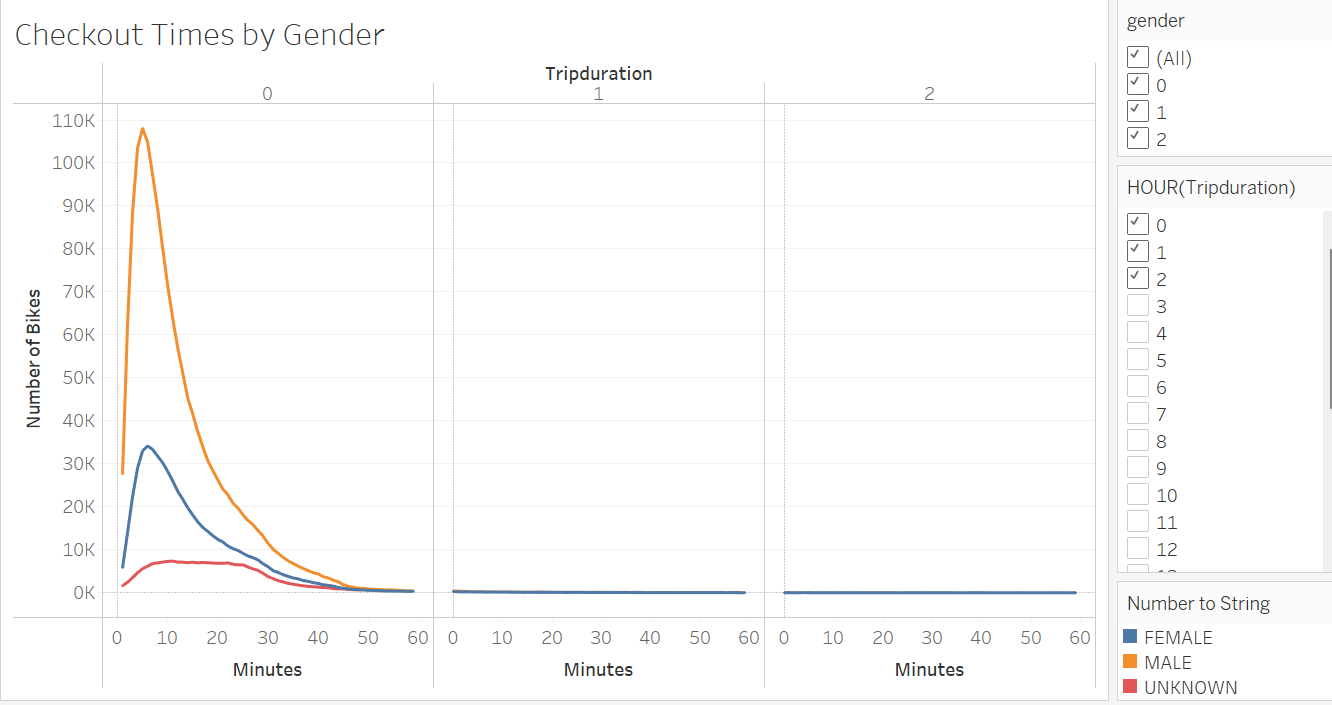 Checkout Times by Gender
Tripduration
0 1 2
110K
100K
90K
80K
70K
60K
50K
40K
30K
20K
10K
0K
Number of Bikes
0 10 20 30 40 50 60 0 10 20 30 40 50 60 0 10 20 30 40 50 60
Minutes Minutes Minutes
gender
(All)
0
1
2
HOUR(Tripduration)
0
1
2
3
4
5
6
7
8
9
10
11
12
Number to String
FEMALE
MALE
UNKNOWN